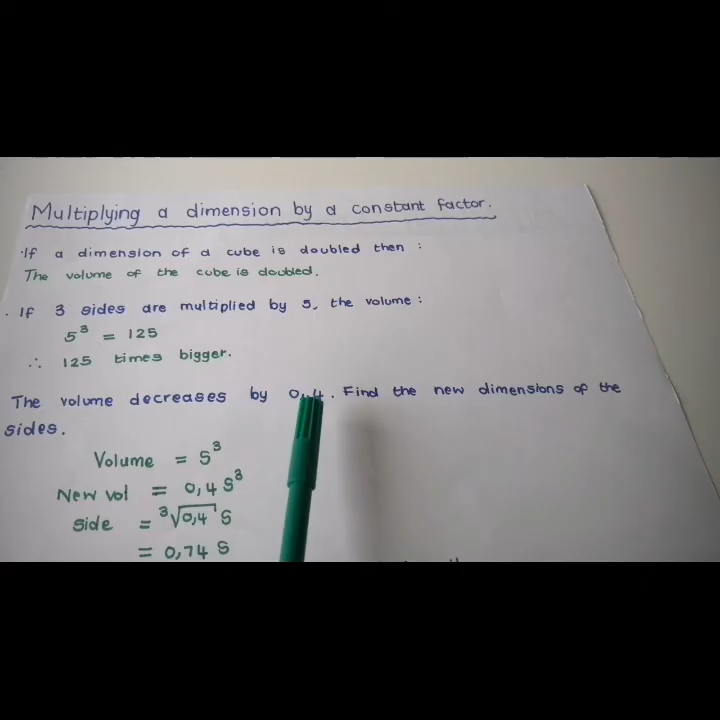 Multiplying a dimension by a constant factor.
·If a dimension of a cube is doubled then :
The volume of the cube is doubled.
· If 3 sides are multiplied by 5, the volume :
5³ = 125
∴ 125 times bigger.
The volume decreases by 0,4. Find the new dimensions of the
sides.
Volume = S³
New vol = 0,4 S³
side = ³√0,4 S
= 0,74 S